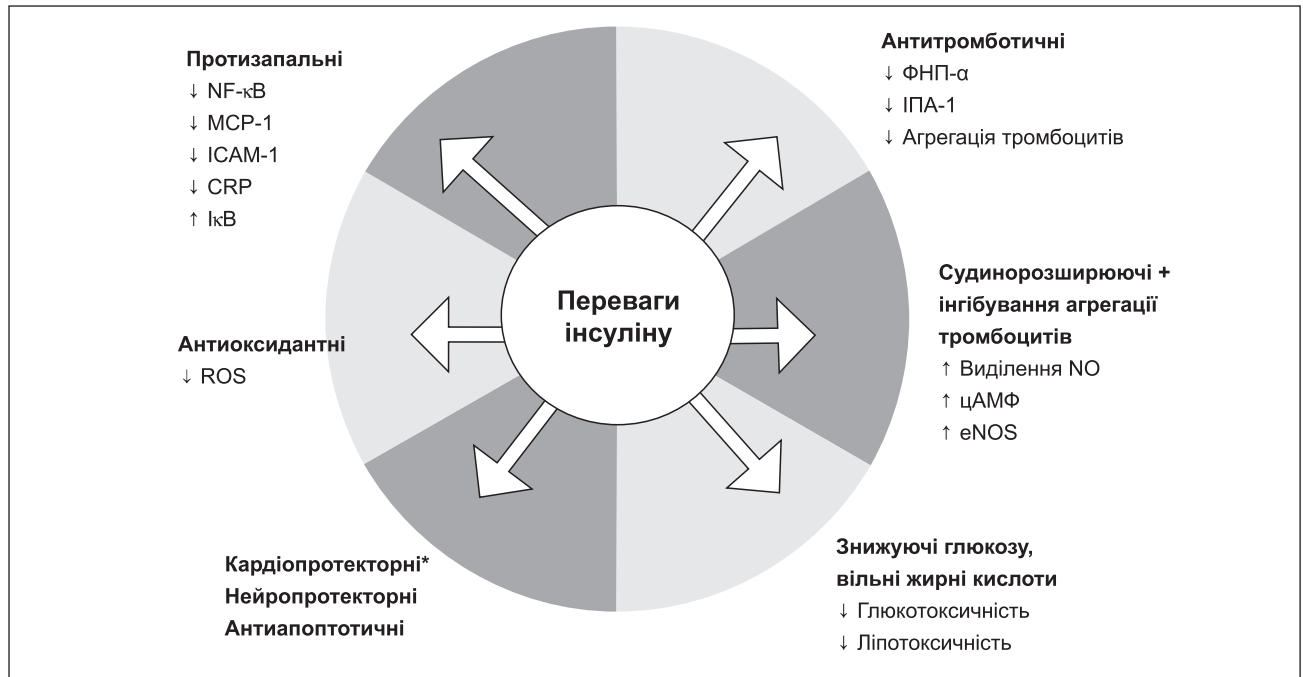 Протизапальні
↓ NF-κB
↓ MCP-1
↓ ICAM-1
↓ CRP
↑ IκB
Антитромботичні
↓ ФНП-α
↓ ІПА-1
↓ Агрегація тромбоцитів
Переваги
інсуліну
Судинорозширюючі +
інгібування агрегації
тромбоцитів
↑ Виділення NO
↑ цАМФ
↑ eNOS
Антиоксидантні
↓ ROS
Кардіопротекторні*
Нейропротекторні
Антиапоптотичні
Знижуючі глюкозу,
вільні жирні кислоти
↓ Глюкотоксичність
↓ Ліпотоксичність